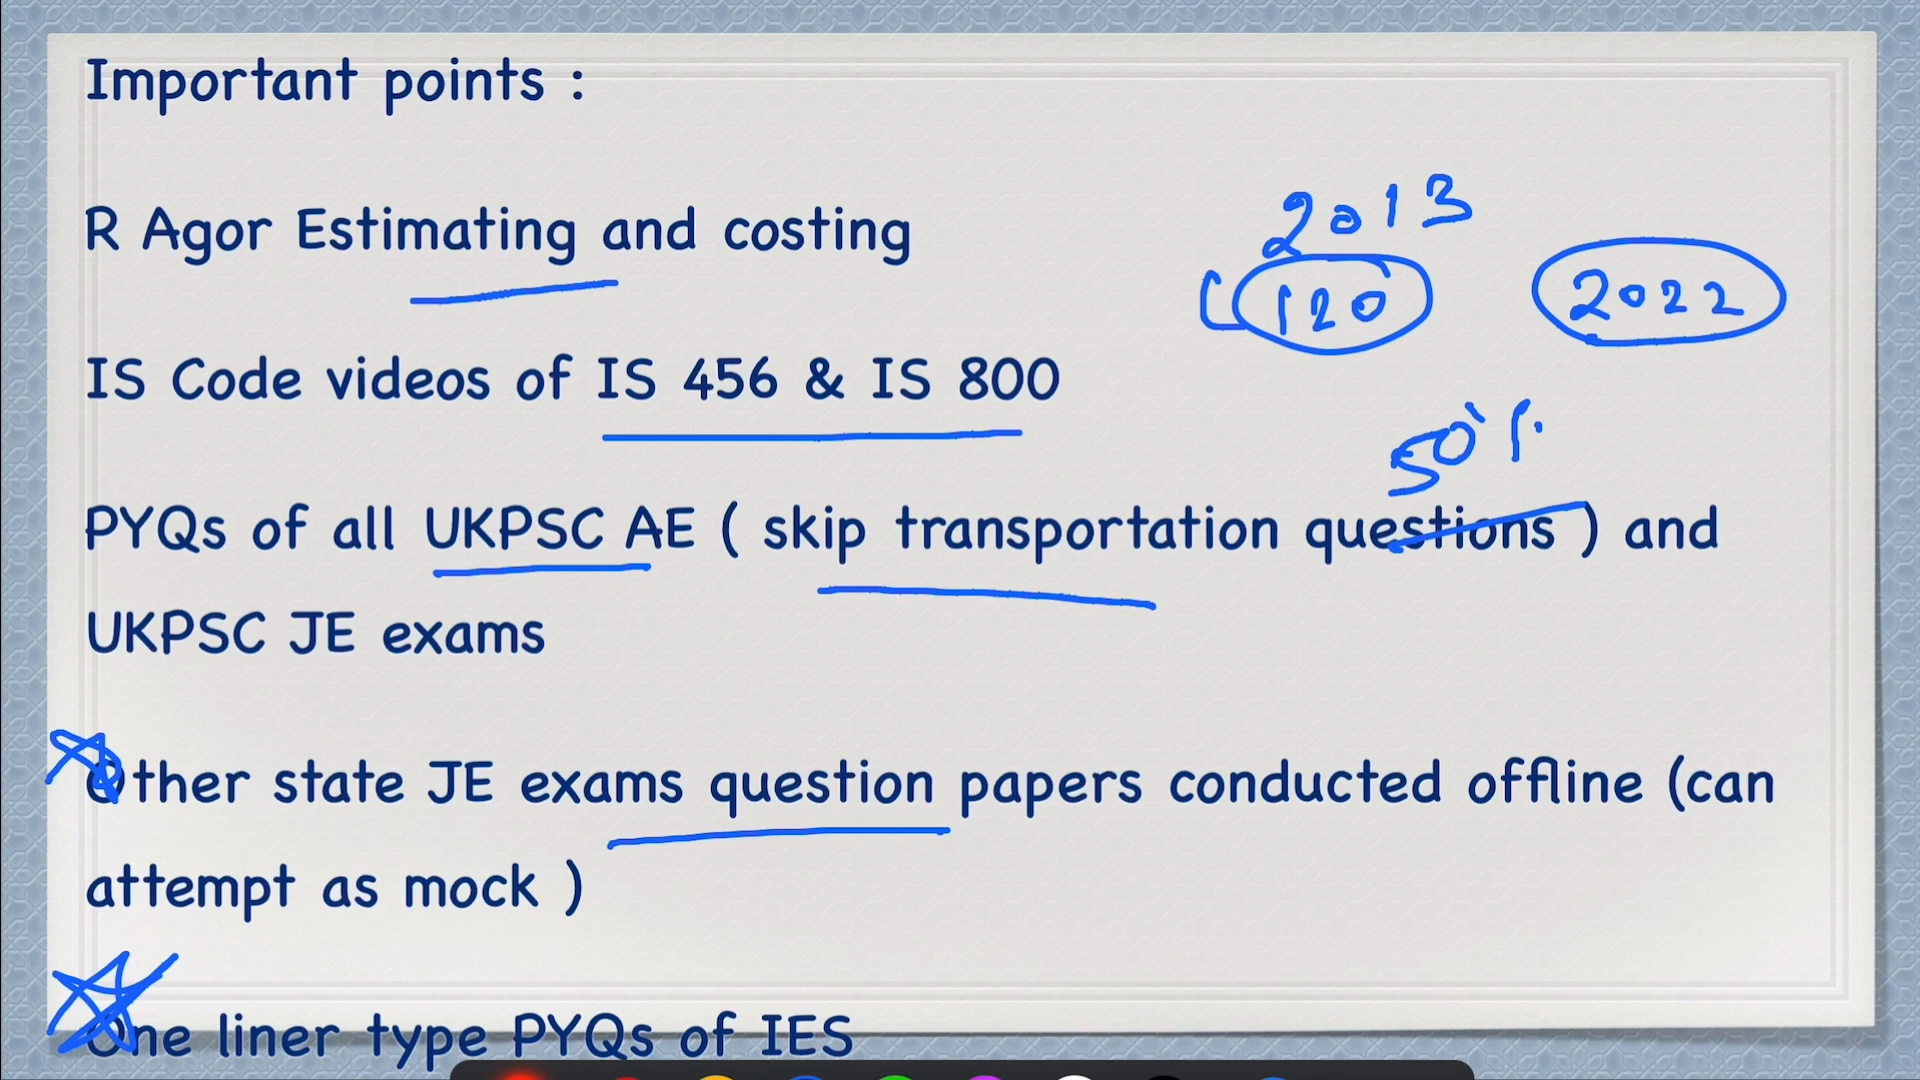 Important points :
R Agor Estimating and costing
2013
120
2022
IS Code videos of IS 456 & IS 800
50%
PYQs of all UKPSC AE ( skip transportation questions ) and
UKPSC JE exams
Other state JE exams question papers conducted offline (can
attempt as mock )
One liner type PYQs of IES